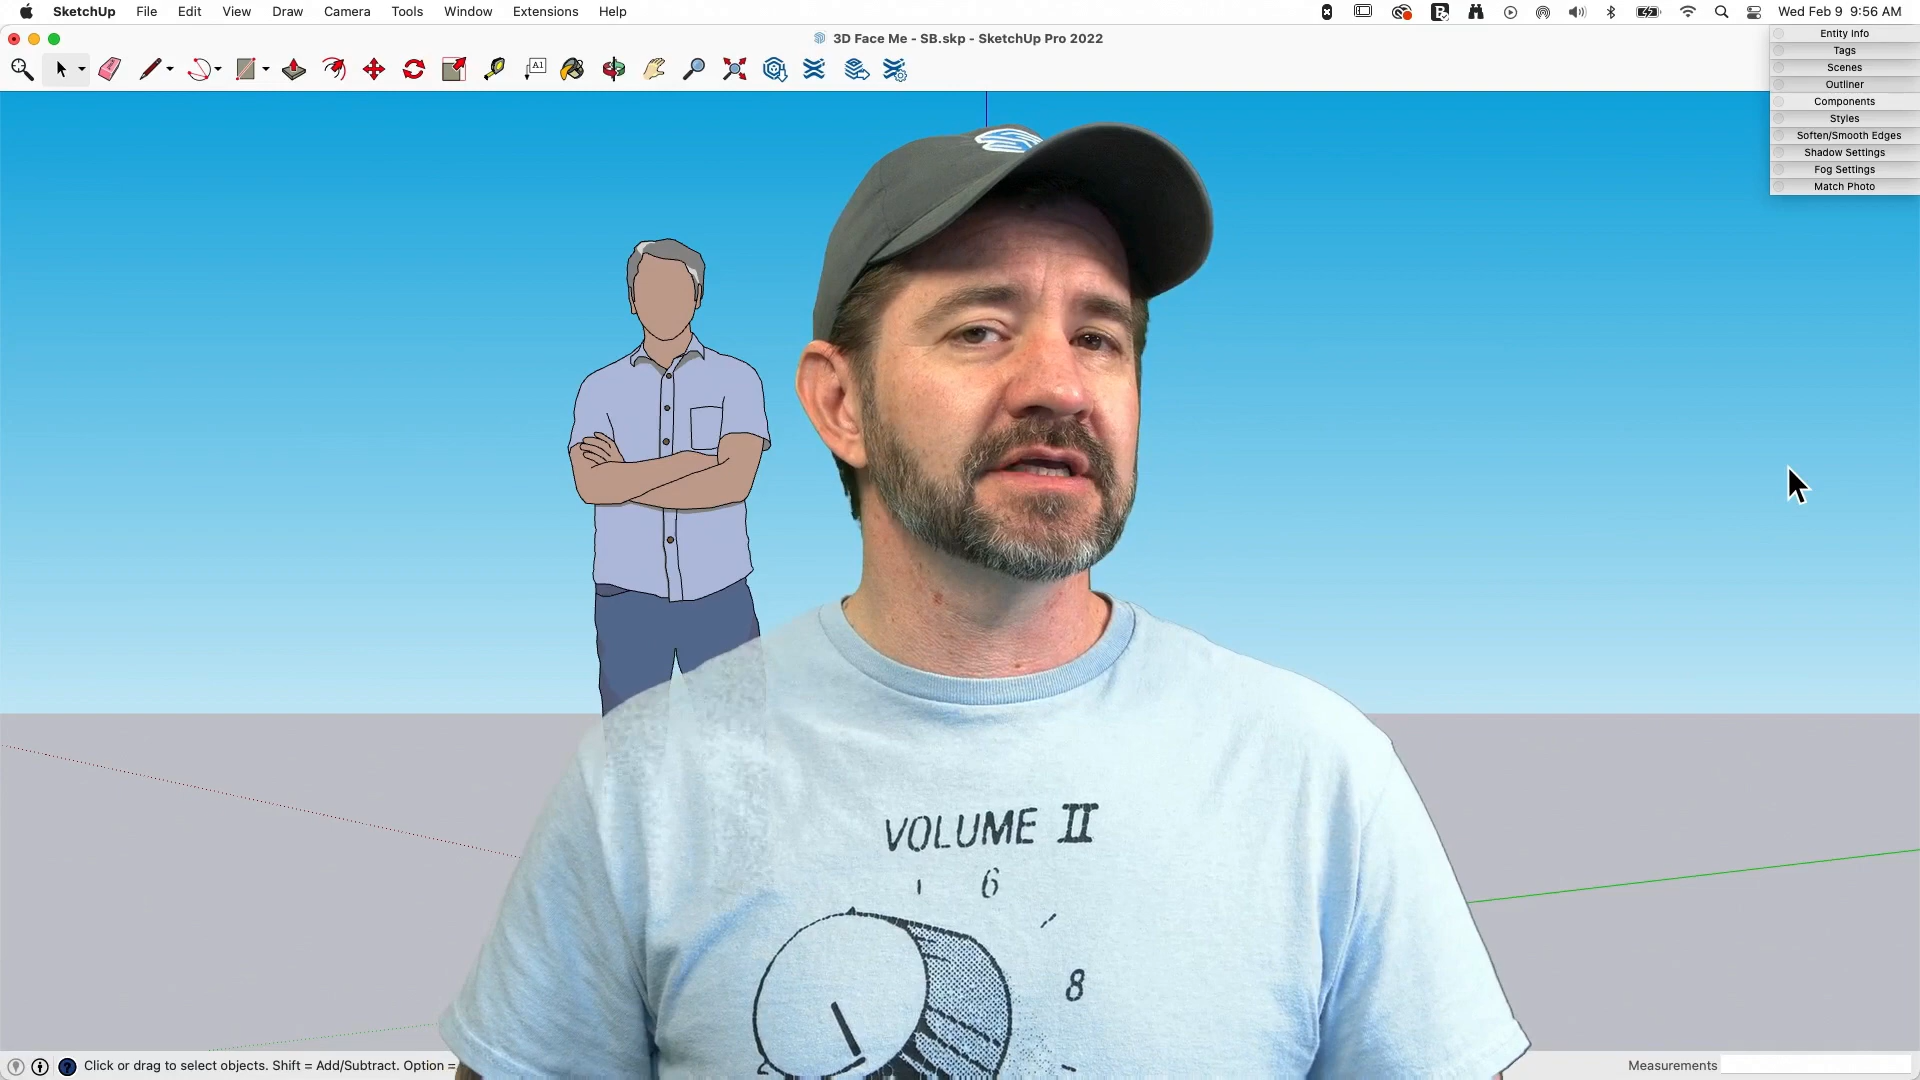 SketchUp File Edit View Draw Camera Tools Window Extensions Help Wed Feb 9 9:56 AM
3D Face Me - SB.skp - SketchUp Pro 2022
A1
Entity Info
Tags
Scenes
Outliner
Components
Styles
Soften/Smooth Edges
Shadow Settings
Fog Settings
Match Photo
VOLUME II
6
8
Click or drag to select objects. Shift = Add/Subtract. Option =
Measurements